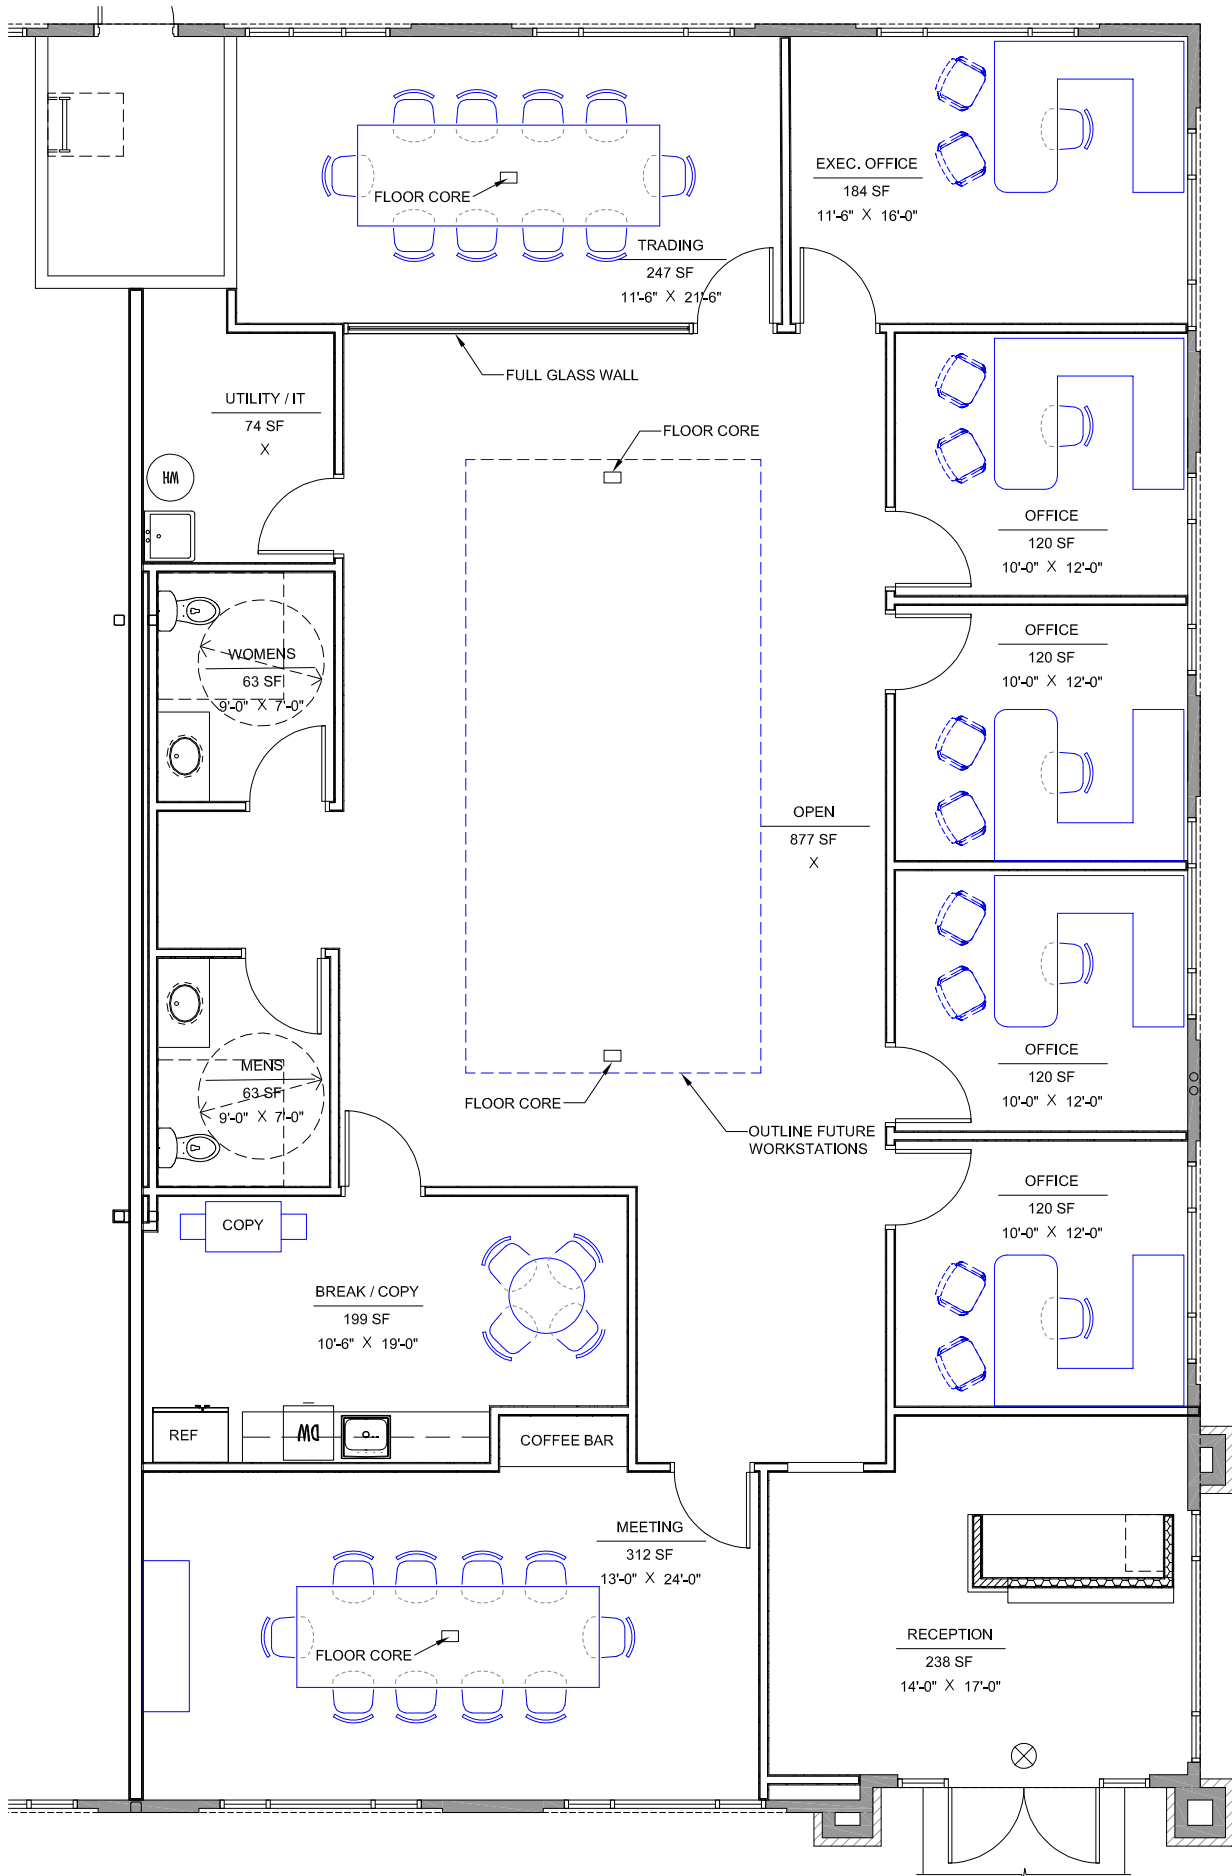 FLOOR CORE
TRADING
247 SF
11'-6" X 21'-6"
EXEC. OFFICE
184 SF
11'-6" X 16'-0"
FULL GLASS WALL
UTILITY / IT
74 SF
X
WH
FLOOR CORE
OFFICE
120 SF
10'-0" X 12'-0"
OFFICE
120 SF
10'-0" X 12'-0"
WOMENS
63 SF
9'-0" X 7'-0"
OPEN
877 SF
X
MENS
63 SF
9'-0" X 7'-0"
FLOOR CORE
OUTLINE FUTURE
WORKSTATIONS
OFFICE
120 SF
10'-0" X 12'-0"
OFFICE
120 SF
10'-0" X 12'-0"
COPY
BREAK / COPY
199 SF
10'-6" X 19'-0"
REF
DW
COFFEE BAR
MEETING
312 SF
13'-0" X 24'-0"
FLOOR CORE
RECEPTION
238 SF
14'-0" X 17'-0"